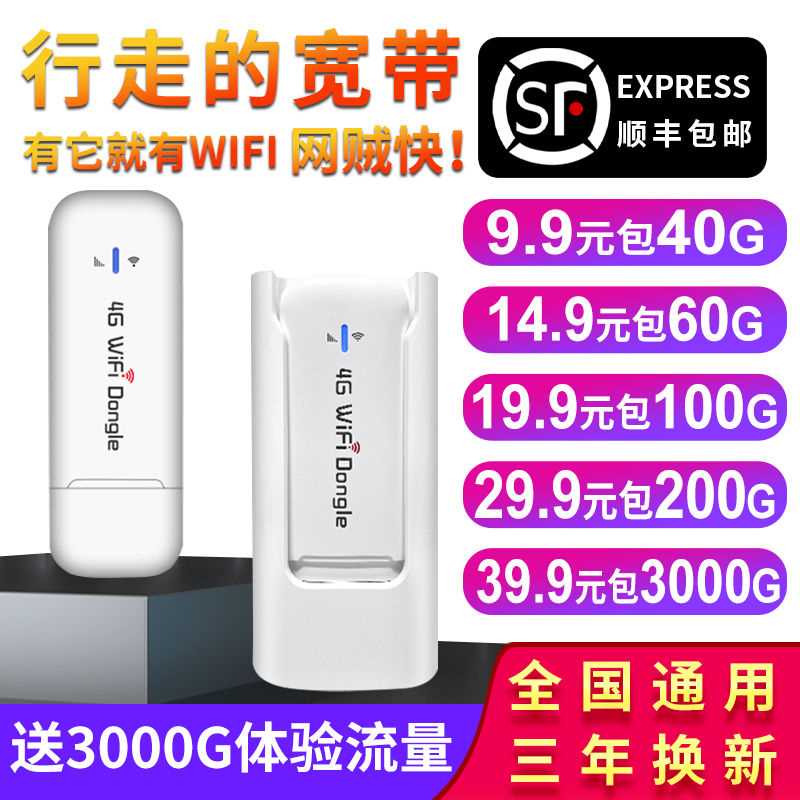 行走的宽带
有它就有WIFI 网贼快!
SF EXPRESS
顺丰包邮
4G WiFi Dongle
4G WiFi Dongle
9.9元包40G
14.9元包60G
19.9元包100G
29.9元包200G
39.9元包3000G
送3000G体验流量
全国通用
三年换新